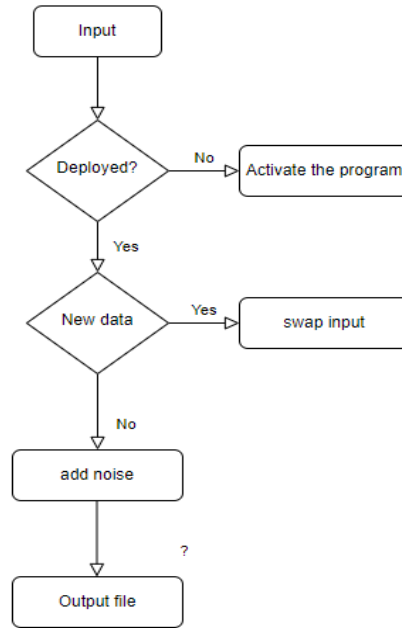 Input
Deployed?
No
Activate the program
Yes
New data
Yes
swap input
No
add noise
?
Output file